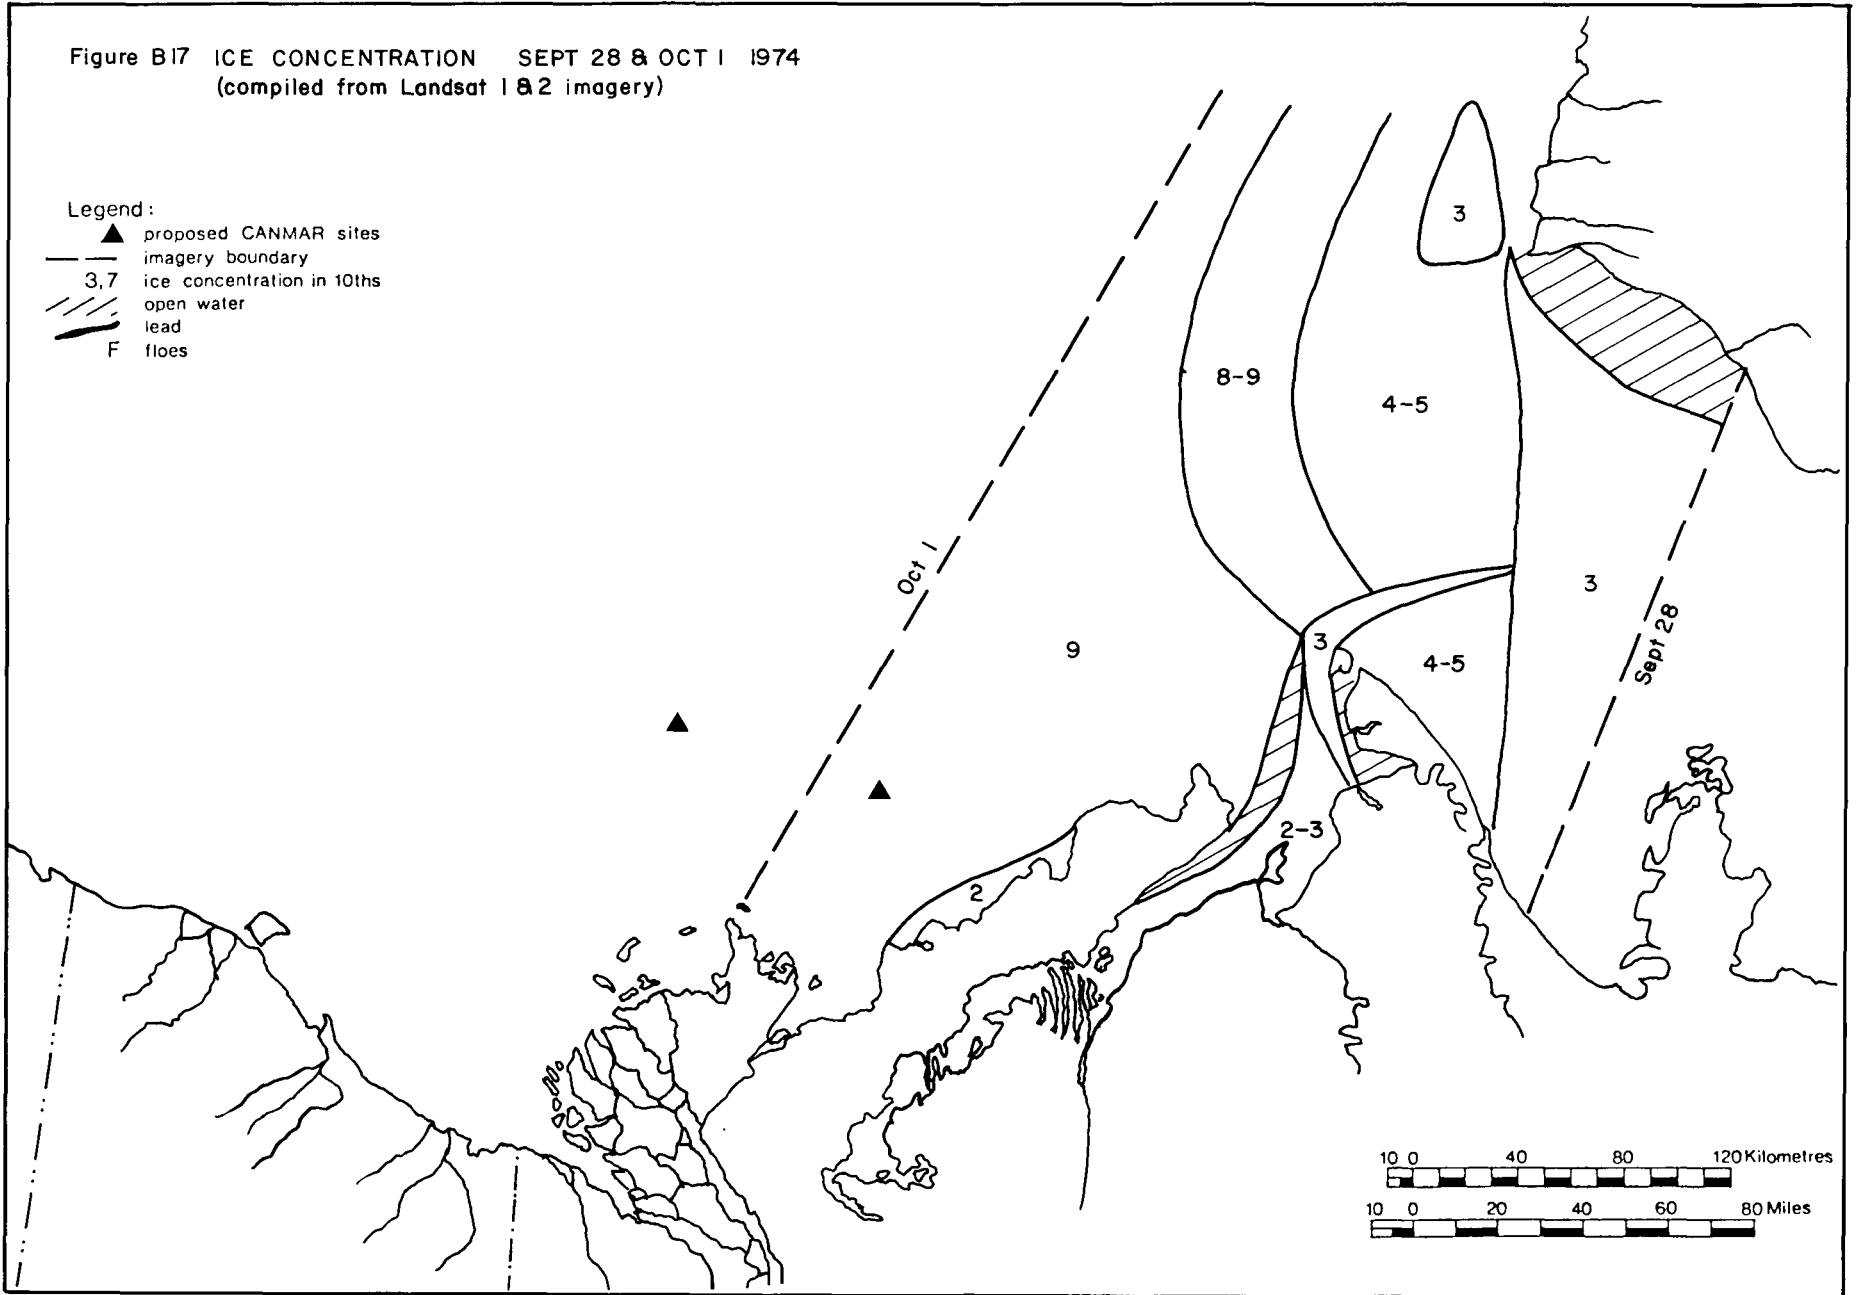 Figure B17 ICE CONCENTRATION SEPT 28 & OCT 1 1974
(compiled from Landsat 1 & 2 imagery)
Legend:
proposed CANMAR sites
imagery boundary
3,7 ice concentration in 10ths
open water
lead
F floes
3
8-9
4-5
Oct 1
3
Sept 28
9
3
4-5
2-3
2
10 0 40 80 120 Kilometres
10 0 20 40 60 80 Miles